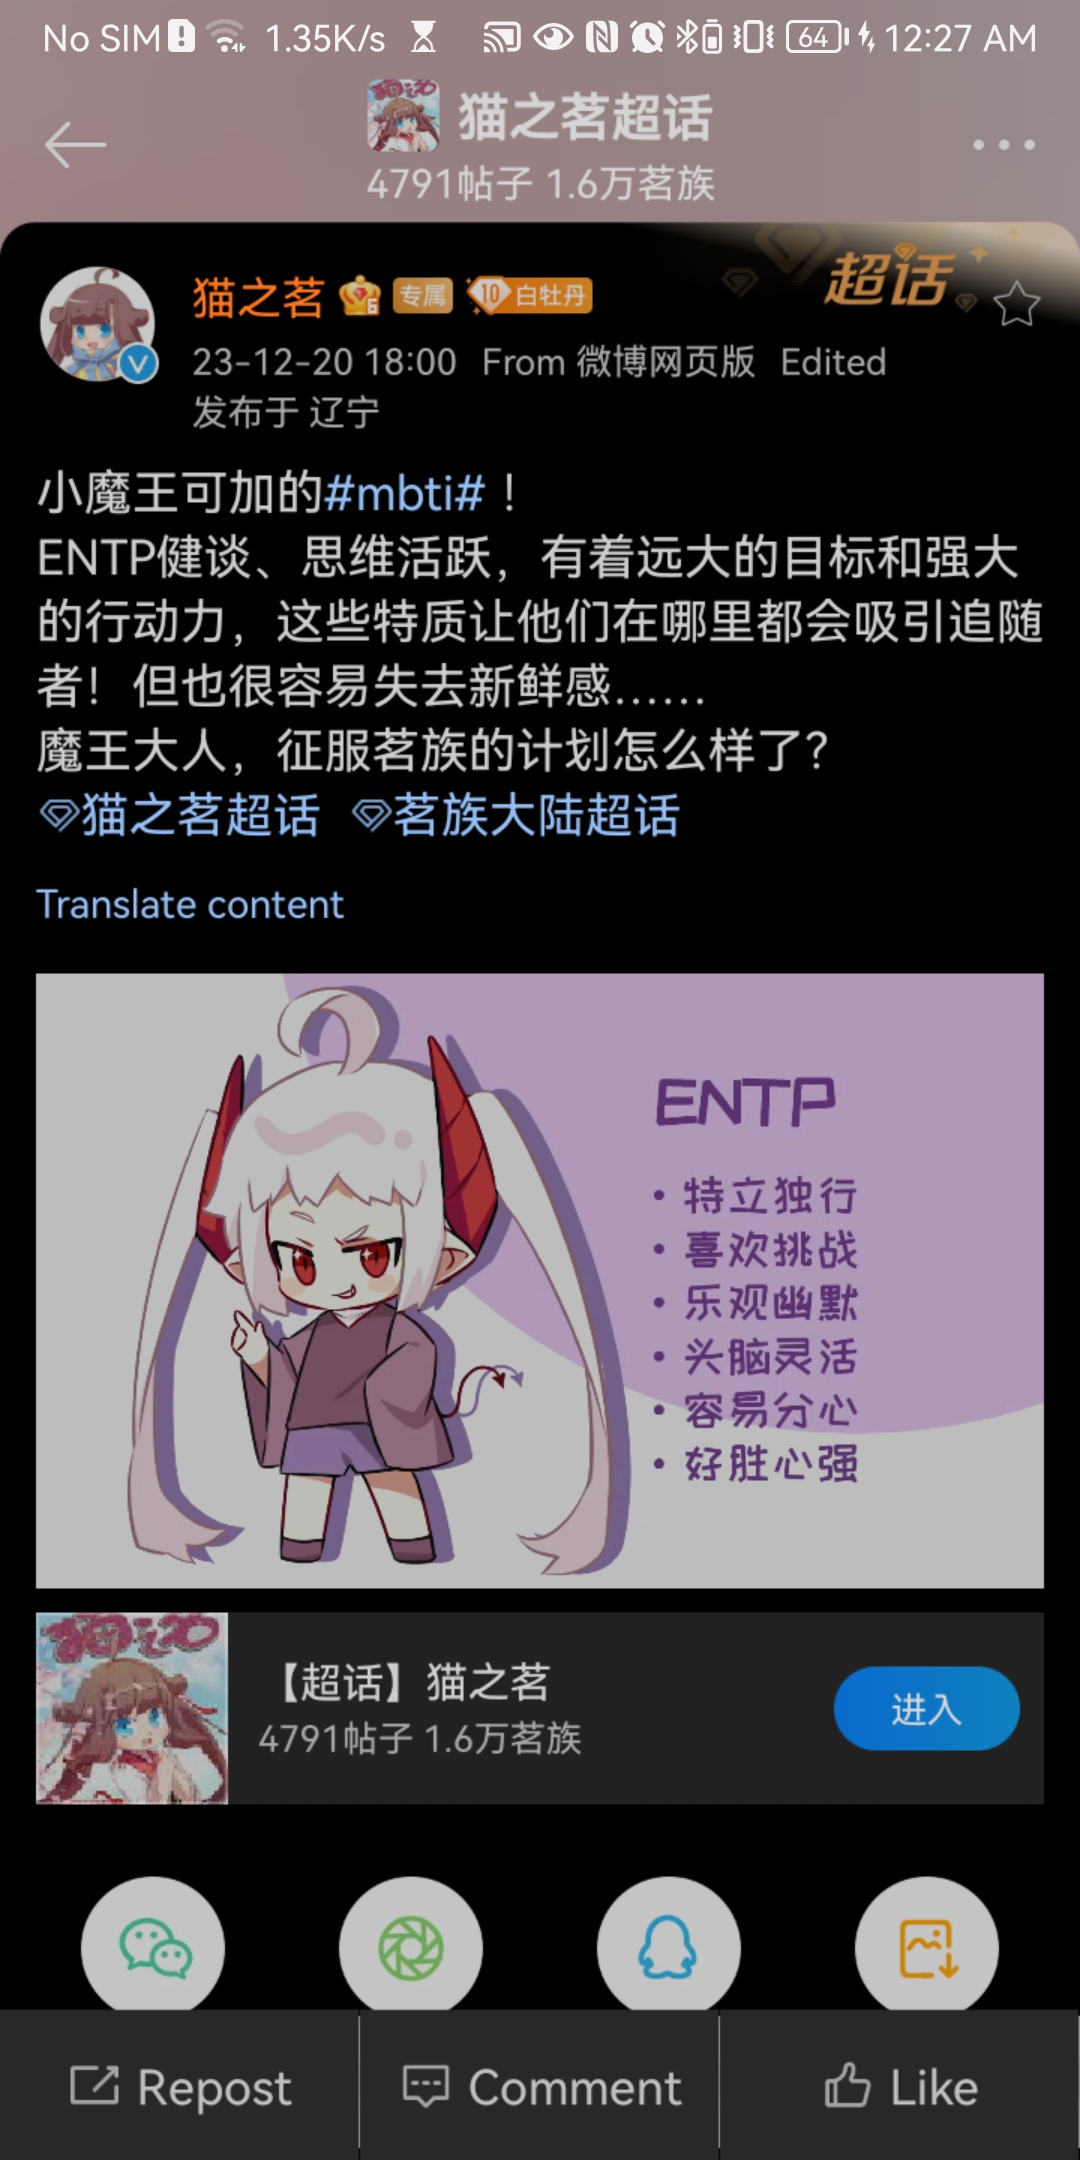 No SIM 1.35K/s 64 12:27 AM
猫之茗超话
4791帖子 1.6万茗族
猫之茗 6 专属 10 白牡丹
超话
23-12-20 18:00 From 微博网页版 Edited
发布于 辽宁
小魔王可加的#mbti#！
ENTP健谈、思维活跃，有着远大的目标和强大
的行动力，这些特质让他们在哪里都会吸引追随
者！但也很容易失去新鲜感……
魔王大人，征服茗族的计划怎么样了？
猫之茗超话 茗族大陆超话
Translate content
ENTP
• 特立独行
• 喜欢挑战
• 乐观幽默
• 头脑灵活
• 容易分心
• 好胜心强
猫之茗
【超话】猫之茗
4791帖子 1.6万茗族
进入
Repost
Comment
Like